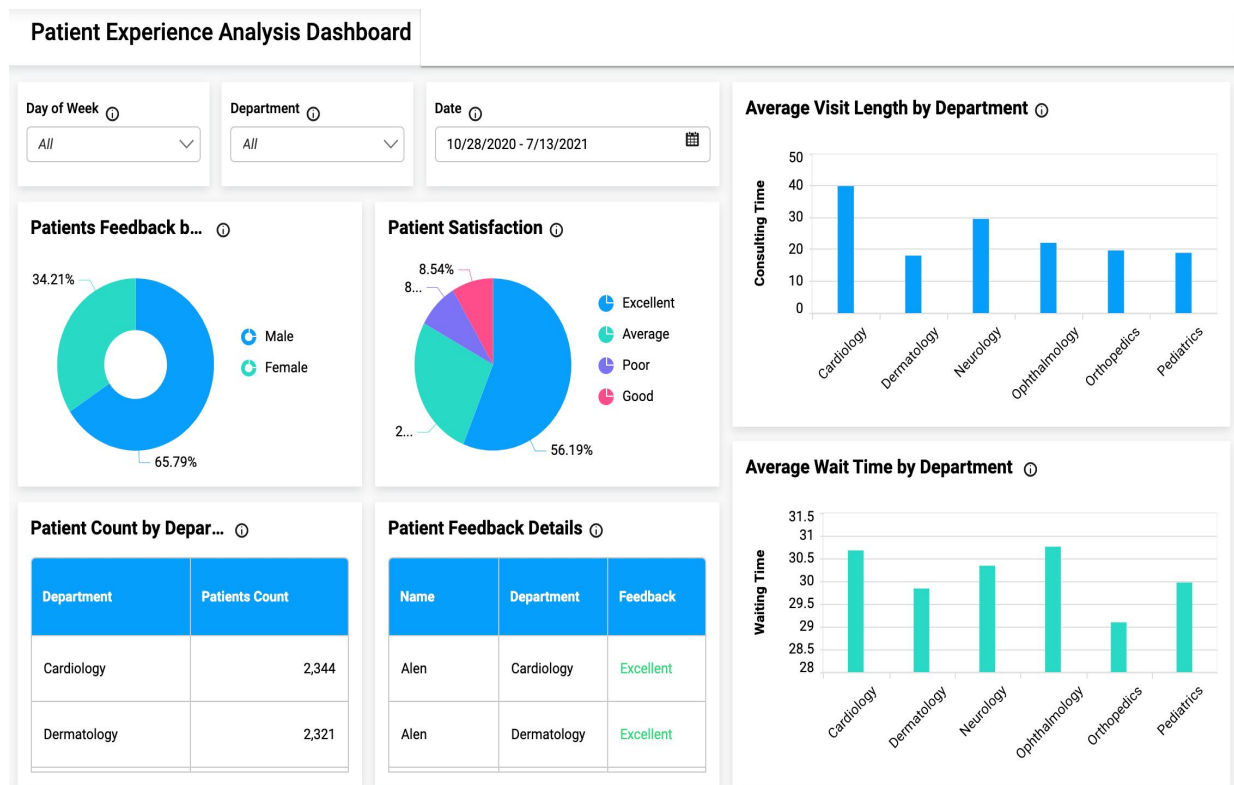 Patient Experience Analysis Dashboard
Day of Week
All
Department
All
Date
10/28/2020 - 7/13/2021
Patients Feedback b...
34.21%
65.79%
Male
Female
Patient Satisfaction
8.54%
8...
2...
56.19%
Excellent
Average
Poor
Good
Patient Count by Depar...
Department Patients Count
Cardiology 2,344
Dermatology 2,321
Patient Feedback Details
Name Department Feedback
Alen Cardiology Excellent
Alen Dermatology Excellent
Average Visit Length by Department
Consulting Time
50
40
30
20
10
0
Cardiology
Dermatology
Neurology
Ophthalmology
Orthopedics
Pediatrics
Average Wait Time by Department
Waiting Time
31.5
31
30.5
30
29.5
29
28.5
28
Cardiology
Dermatology
Neurology
Ophthalmology
Orthopedics
Pediatrics